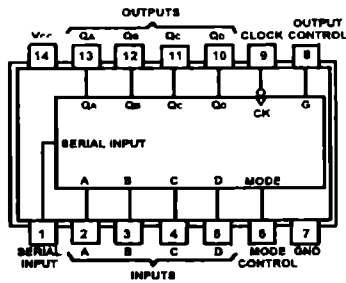 OUTPUTS
OUTPUT CONTROL
Vcc QA QB QC QD CLOCK
14 13 12 11 10 9 8
QA QB QC QD CK G
SERIAL INPUT
A B C D MODE
1 2 3 4 5 6 7
SERIAL INPUT A B C D MODE CONTROL GND
INPUTS